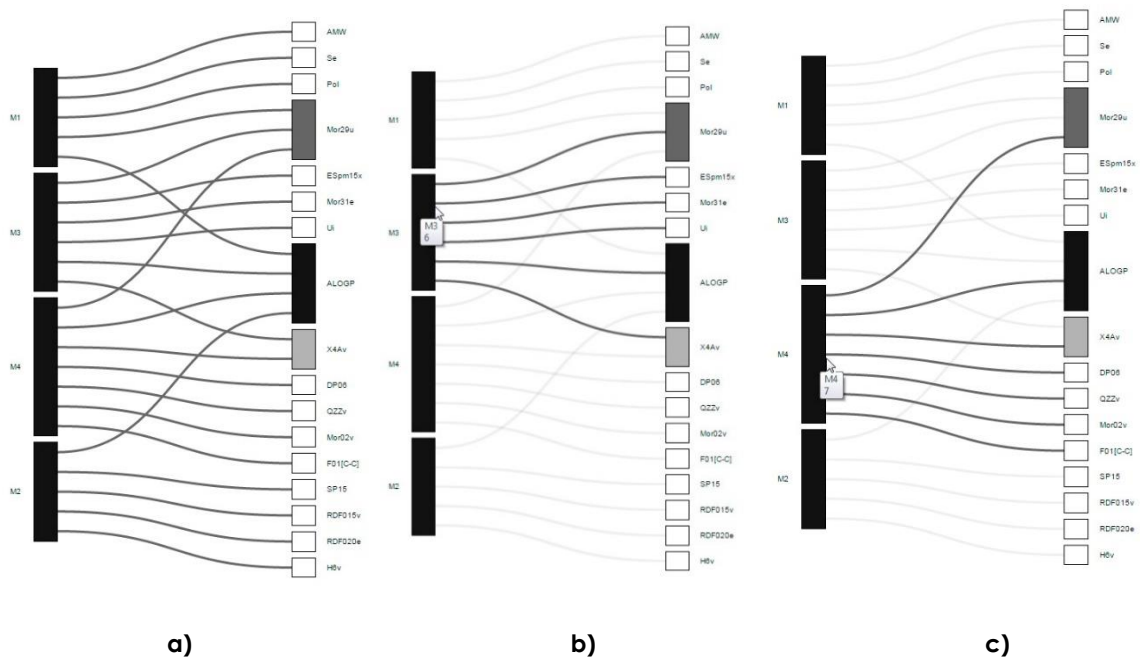 M1
M3
M4
M2
AMW
Se
Pol
Mor29u
ESpm15x
Mor31e
Ui
ALOGP
X4Av
DP06
QZZv
Mor02v
F01[C-C]
SP15
RDF015v
RDF020e
H6v
a)
M1
M3
M4
M2
M3
6
AMW
Se
Pol
Mor29u
ESpm15x
Mor31e
Ui
ALOGP
X4Av
DP06
QZZv
Mor02v
F01[C-C]
SP15
RDF015v
RDF020e
H6v
b)
M1
M3
M4
M2
M4
7
AMW
Se
Pol
Mor29u
ESpm15x
Mor31e
Ui
ALOGP
X4Av
DP06
QZZv
Mor02v
F01[C-C]
SP15
RDF015v
RDF020e
H6v
c)